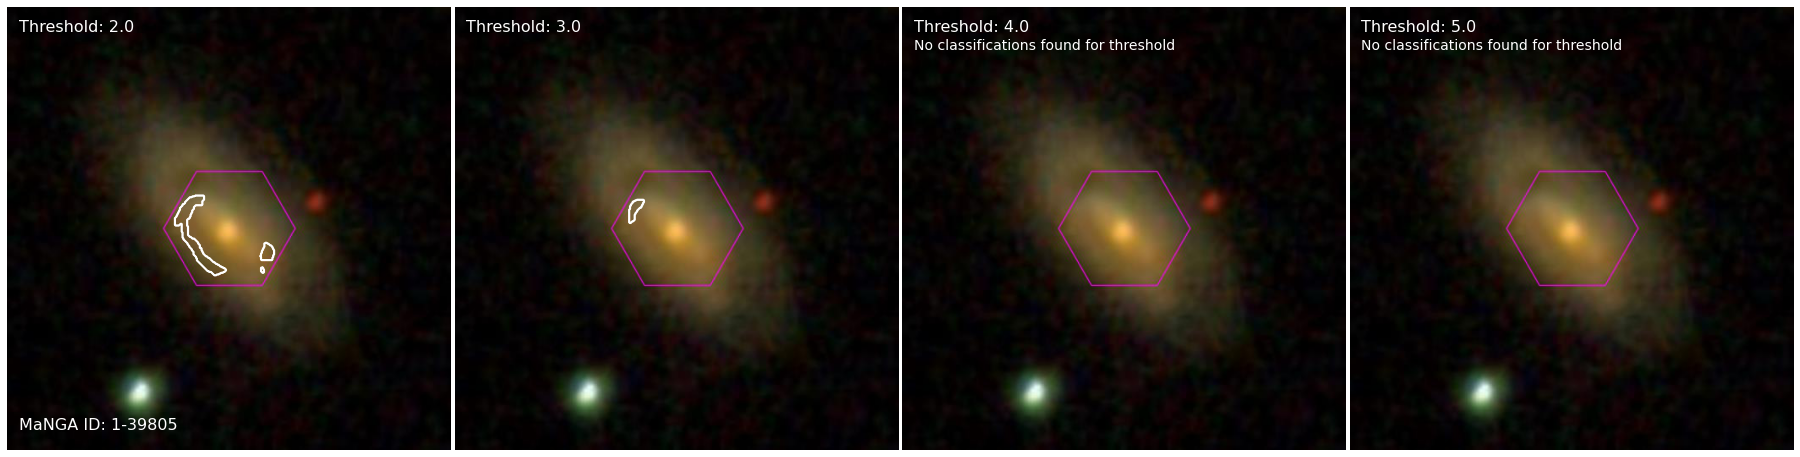 Threshold: 2.0
MaNGA ID: 1-39805
Threshold: 3.0
Threshold: 4.0
No classifications found for threshold
Threshold: 5.0
No classifications found for threshold